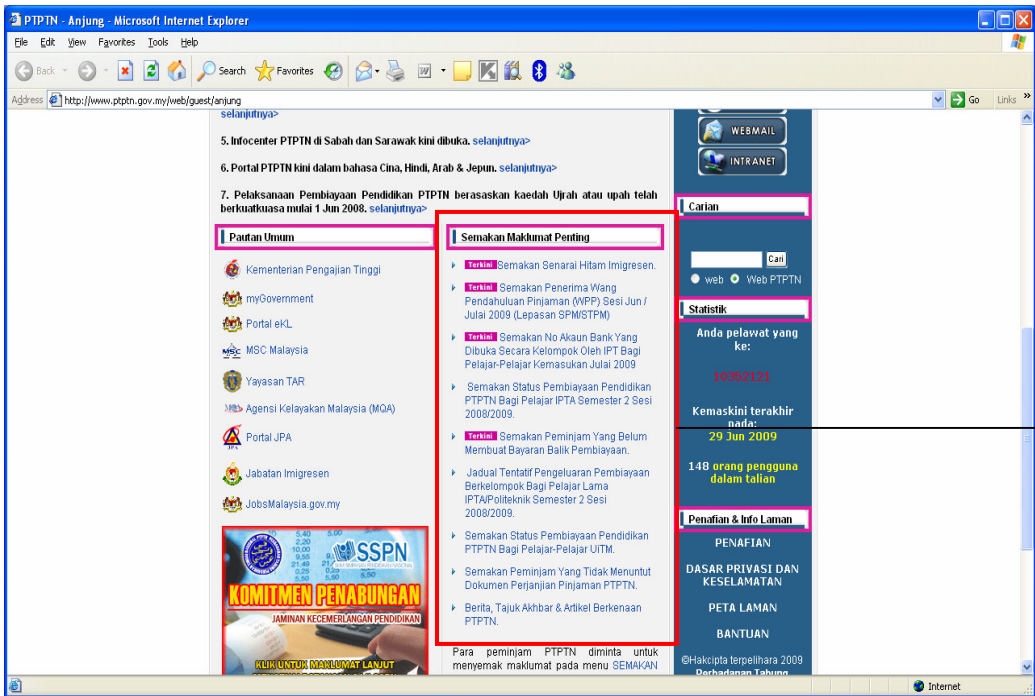 PTPTN - Anjung - Microsoft Internet Explorer
File Edit View Favorites Tools Help
Back Search Favorites
Address http://www.ptptn.gov.my/web/guest/anjung Go Links »
selanjutnya>
5. Infocenter PTPTN di Sabah dan Sarawak kini dibuka. selanjutnya>
6. Portal PTPTN kini dalam bahasa Cina, Hindi, Arab & Jepun. selanjutnya>
7. Pelaksanaan Pembiayaan Pendidikan PTPTN berasaskan kaedah Ujrah atau upah telah
berkuatkuasa mulai 1 Jun 2008. selanjutnya>
Pautan Umum
Kementerian Pengajian Tinggi
myGovernment
Portal eKL
MSC MSC Malaysia
Yayasan TAR
Agensi Kelayakan Malaysia (MQA)
JPA Portal JPA
Jabatan Imigresen
JobsMalaysia.gov.my
SSPN
KOMITMEN PENABUNGAN
JAMINAN KECEMERLANGAN PENDIDIKAN
KLIK UNTUK MAKLUMAT LANJUT
Semakan Maklumat Penting
Terkini Semakan Senarai Hitam Imigresen.
Terkini Semakan Penerima Wang
Pendahuluan Pinjaman (WPP) Sesi Jun /
Julai 2009 (Lepasan SPM/STPM)
Terkini Semakan No Akaun Bank Yang
Dibuka Secara Kelompok Oleh IPT Bagi
Pelajar-Pelajar Kemasukan Julai 2009
Semakan Status Pembiayaan Pendidikan
PTPTN Bagi Pelajar IPTA Semester 2 Sesi
2008/2009.
Terkini Semakan Peminjam Yang Belum
Membuat Bayaran Balik Pembiayaan.
Jadual Tentatif Pengeluaran Pembiayaan
Berkelompok Bagi Pelajar Lama
IPTA/Politeknik Semester 2 Sesi
2008/2009.
Semakan Status Pembiayaan Pendidikan
PTPTN Bagi Pelajar-Pelajar UiTM.
Semakan Peminjam Yang Tidak Menuntut
Dokumen Perjanjian Pinjaman PTPTN.
Berita, Tajuk Akhbar & Artikel Berkenaan
PTPTN.
Para peminjam PTPTN diminta untuk
menyemak maklumat pada menu SEMAKAN
WEBMAIL
INTRANET
Carian
Cari
web Web PTPTN
Statistik
Anda pelawat yang
ke:
10352121
Kemaskini terakhir
pada:
29 Jun 2009
148 orang pengguna
dalam talian
Penafian & Info Laman
PENAFIAN
DASAR PRIVASI DAN
KESELAMATAN
PETA LAMAN
BANTUAN
©Hakcipta terpelihara 2009
Perbadanan Tabung
Internet